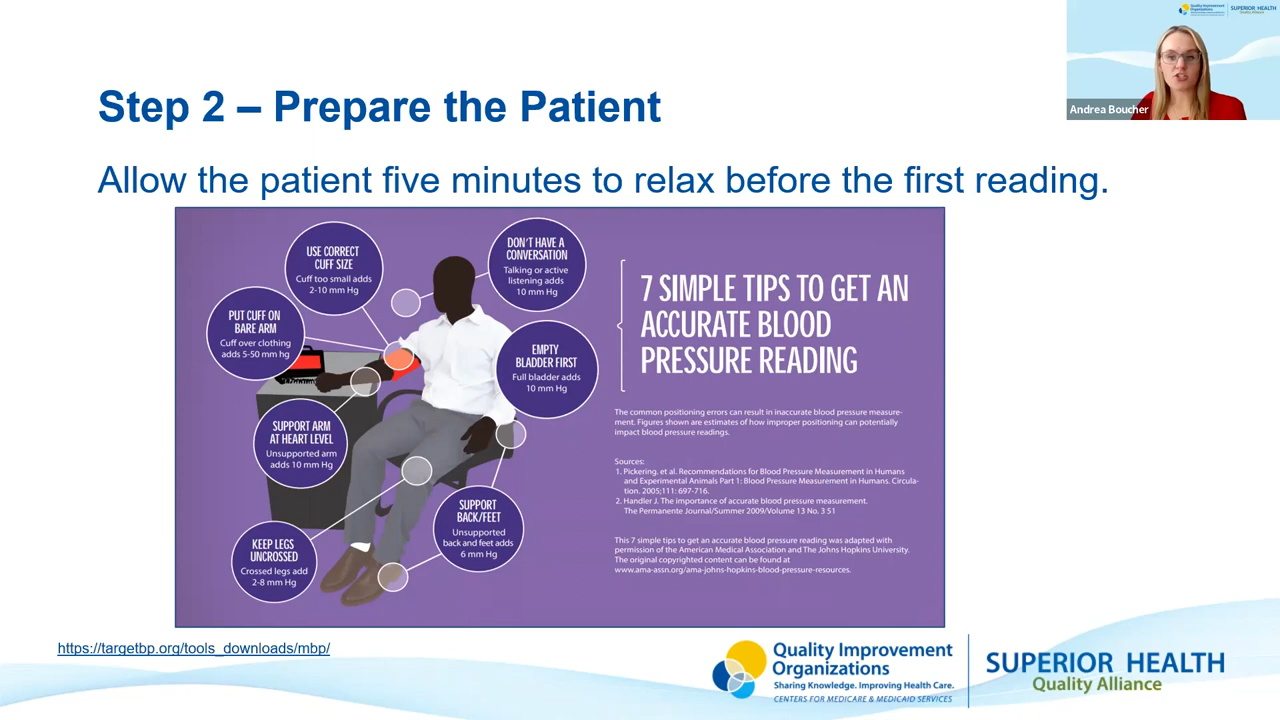 Quality Improvement
Organizations
SUPERIOR HEALTH
Quality Alliance
Andrea Boucher
Step 2 – Prepare the Patient
Allow the patient five minutes to relax before the first reading.
USE CORRECT
CUFF SIZE
Cuff too small adds
2-10 mm Hg
DON'T HAVE A
CONVERSATION
Talking or active
listening adds
10 mm Hg
PUT CUFF ON
BARE ARM
Cuff over clothing
adds 5-50 mm hg
EMPTY
BLADDER FIRST
Full bladder adds
10 mm Hg
SUPPORT ARM
AT HEART LEVEL
Unsupported arm
adds 10 mm Hg
SUPPORT
BACK/FEET
Unsupported
back and feet adds
6 mm Hg
KEEP LEGS
UNCROSSED
Crossed legs add
2-8 mm Hg
7 SIMPLE TIPS TO GET AN
ACCURATE BLOOD
PRESSURE READING
The common positioning errors can result in inaccurate blood pressure measure-
ment. Figures shown are estimates of how improper positioning can potentially
impact blood pressure readings.
Sources:
1. Pickering. et al. Recommendations for Blood Pressure Measurement in Humans
and Experimental Animals Part 1: Blood Pressure Measurement in Humans. Circula-
tion. 2005;111: 697-716.
2. Handler J. The importance of accurate blood pressure measurement.
The Permanente Journal/Summer 2009/Volume 13 No. 3 51
This 7 simple tips to get an accurate blood pressure reading was adapted with
permission of the American Medical Association and The Johns Hopkins University.
The original copyrighted content can be found at
www.ama-assn.org/ama-johns-hopkins-blood-pressure-resources.
https://targetbp.org/tools_downloads/mbp/
Quality Improvement
Organizations
Sharing Knowledge. Improving Health Care.
CENTERS FOR MEDICARE & MEDICAID SERVICES
SUPERIOR HEALTH
Quality Alliance